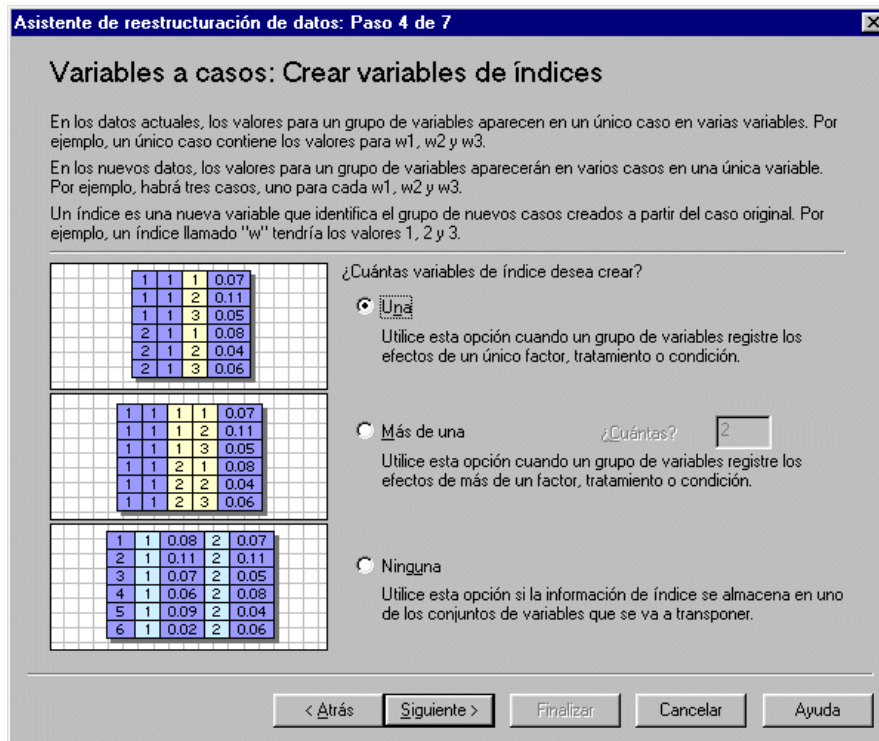 Asistente de reestructuración de datos: Paso 4 de 7
Variables a casos: Crear variables de índices
En los datos actuales, los valores para un grupo de variables aparecen en un único caso en varias variables. Por
ejemplo, un único caso contiene los valores para w1, w2 y w3.
En los nuevos datos, los valores para un grupo de variables aparecerán en varios casos en una única variable.
Por ejemplo, habrá tres casos, uno para cada w1, w2 y w3.
Un índice es una nueva variable que identifica el grupo de nuevos casos creados a partir del caso original. Por
ejemplo, un índice llamado "w" tendría los valores 1, 2 y 3.
1 1 1 0.07
1 1 2 0.11
1 1 3 0.05
2 1 1 0.08
2 1 2 0.04
2 1 3 0.06
¿Cuántas variables de índice desea crear?
Una
Utilice esta opción cuando un grupo de variables registre los
efectos de un único factor, tratamiento o condición.
1 1 1 1 0.07
1 1 1 2 0.11
1 1 1 3 0.05
1 1 2 1 0.08
1 1 2 2 0.04
1 1 2 3 0.06
Más de una ¿Cuántas? 2
Utilice esta opción cuando un grupo de variables registre los
efectos de más de un factor, tratamiento o condición.
1 1 0.08 2 0.07
2 1 0.11 2 0.11
3 1 0.07 2 0.05
4 1 0.06 2 0.08
5 1 0.09 2 0.04
6 1 0.02 2 0.06
Ninguna
Utilice esta opción si la información de índice se almacena en uno
de los conjuntos de variables que se va a transponer.
< Atrás Siguiente > Finalizar Cancelar Ayuda